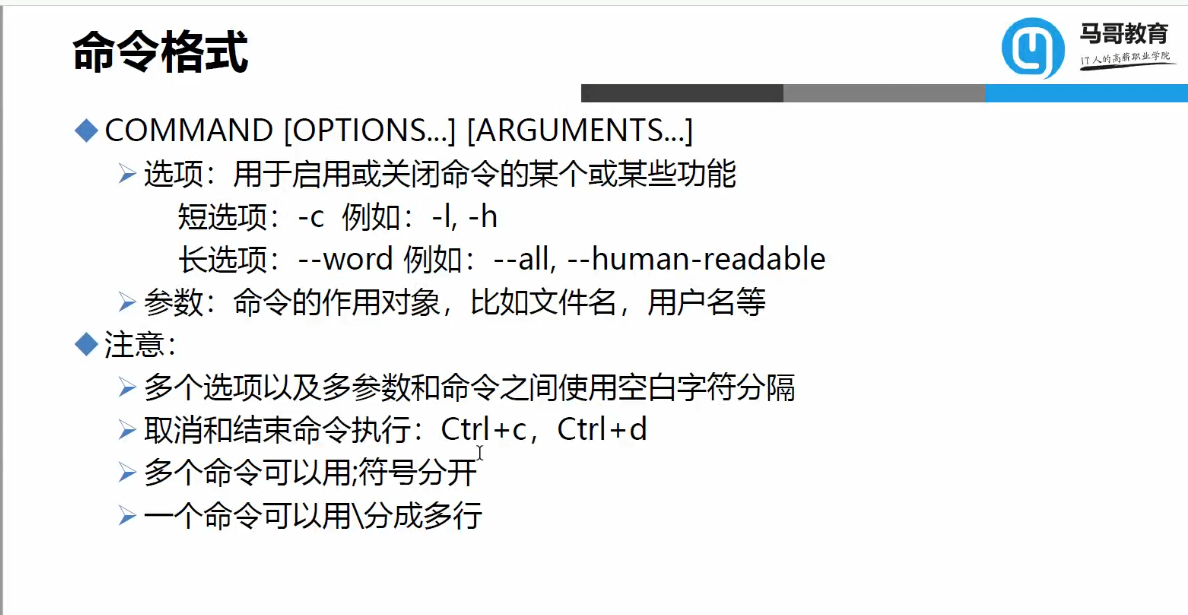 命令格式
马哥教育
IT人的高薪职业学院
COMMAND [OPTIONS...] [ARGUMENTS...]
选项：用于启用或关闭命令的某个或某些功能
短选项：-c 例如：-l, -h
长选项：--word 例如：--all, --human-readable
参数：命令的作用对象，比如文件名，用户名等
注意：
多个选项以及多参数和命令之间使用空白字符分隔
取消和结束命令执行：Ctrl+c，Ctrl+d
多个命令可以用;符号分开
一个命令可以用\分成多行